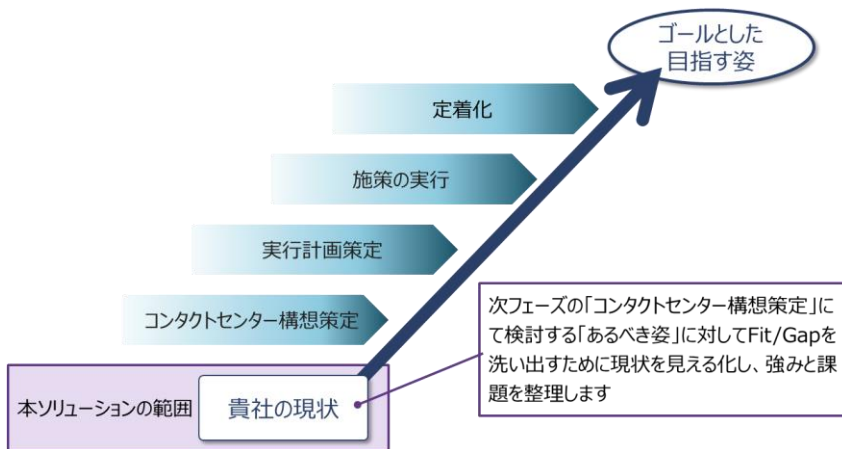 ゴールとした
目指す姿
定着化
施策の実行
実行計画策定
コンタクトセンター構想策定
次フェーズの「コンタクトセンター構想策定」に
て検討する「あるべき姿」に対してFit/Gapを
洗い出すために現状を見える化し、強みと課
題を整理します
本ソリューションの範囲
貴社の現状